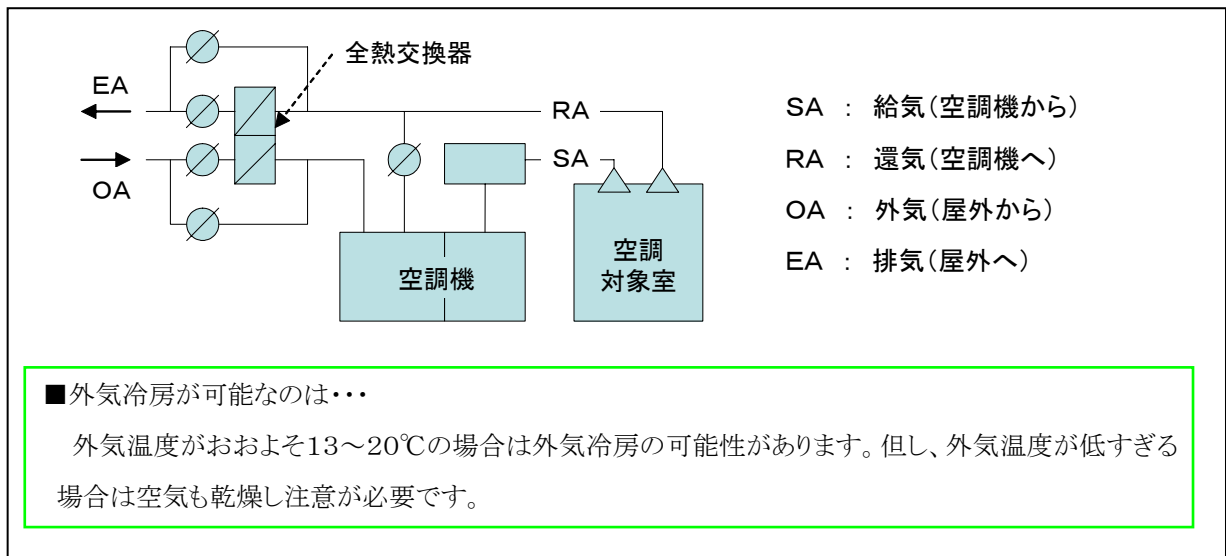 全熱交換器
EA
OA
RA
SA
空調機
空調
対象室
SA : 給気(空調機から)
RA : 還気(空調機へ)
OA : 外気(屋外から)
EA : 排気(屋外へ)
■外気冷房が可能なのは・・・
外気温度がおおよそ13~20℃の場合は外気冷房の可能性があります。但し、外気温度が低すぎる
場合は空気も乾燥し注意が必要です。